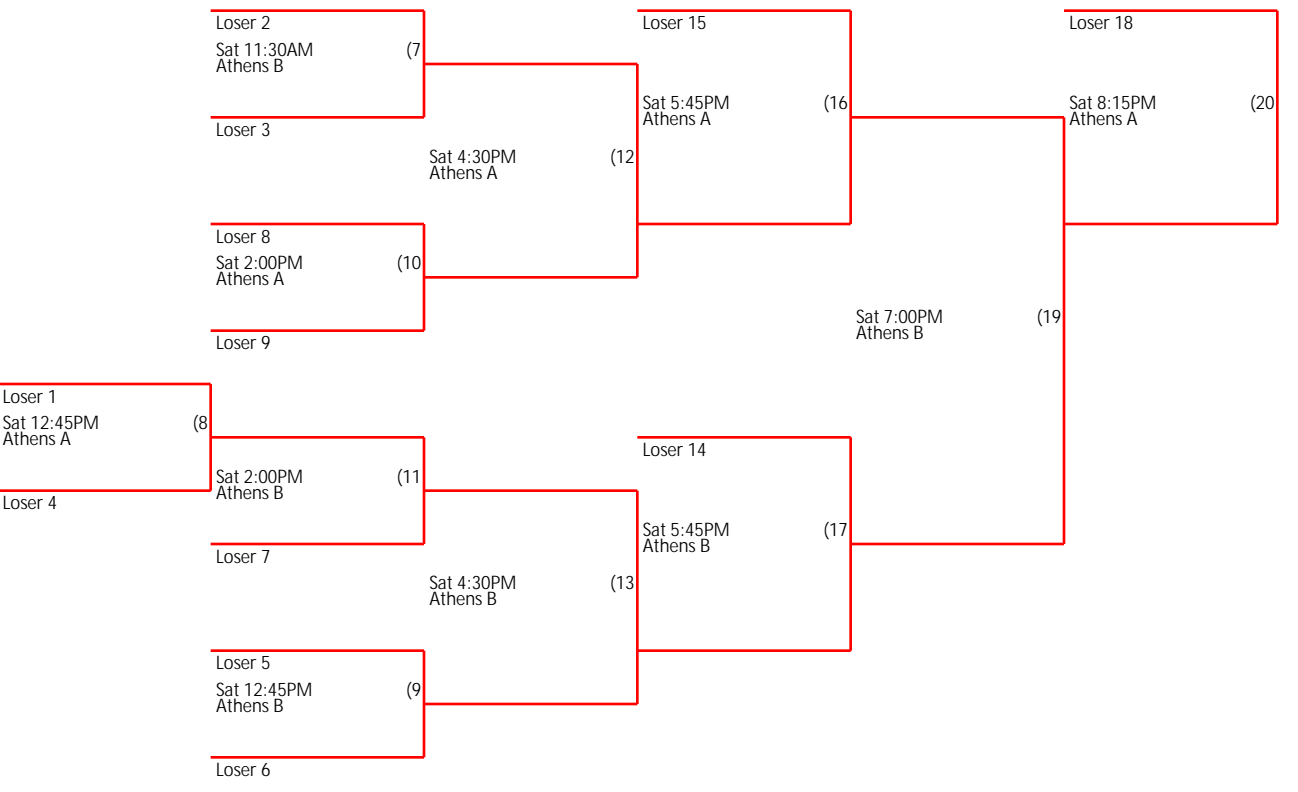 Loser 2
Sat 11:30AM
Athens B
(7
Loser 3
Loser 8
Sat 2:00PM
Athens A
(10
Loser 9
Loser 1
Sat 12:45PM
Athens A
(8
Loser 4
Sat 2:00PM
Athens B
(11
Loser 7
Loser 5
Sat 12:45PM
Athens B
(9
Loser 6
Sat 4:30PM
Athens A
(12
Sat 4:30PM
Athens B
(13
Loser 15
Sat 5:45PM
Athens A
(16
Loser 14
Sat 5:45PM
Athens B
(17
Sat 7:00PM
Athens B
(19
Loser 18
Sat 8:15PM
Athens A
(20